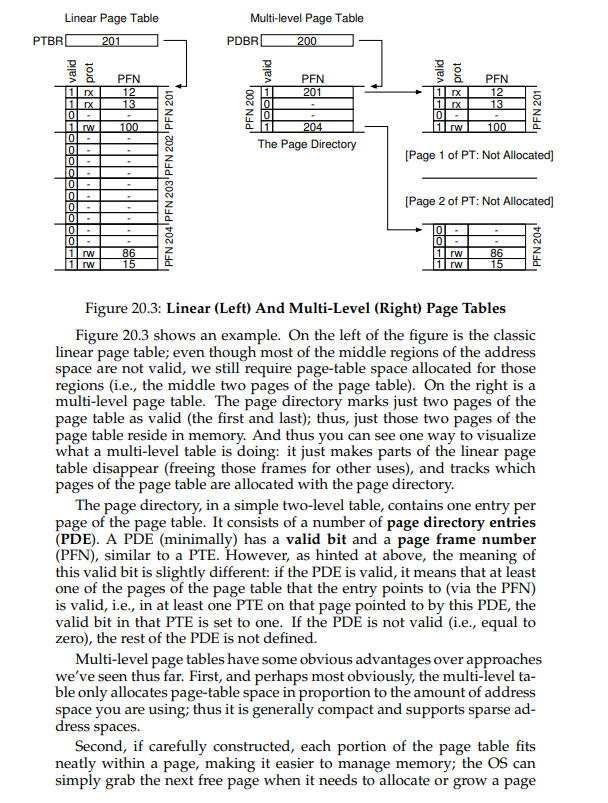 Linear Page Table
PTBR 201
valid prot PFN
1 rx 12
1 rx 13
0 - -
1 rw 100
PFN 201
0 - -
0 - -
0 - -
0 - -
PFN 202
0 - -
0 - -
0 - -
0 - -
PFN 203
0 - -
0 - -
1 rw 86
1 rw 15
PFN 204
Multi-level Page Table
PDBR 200
valid PFN
1 201
0 -
0 -
1 204
PFN 200
The Page Directory
valid prot PFN
1 rx 12
1 rx 13
0 - -
1 rw 100
PFN 201
[Page 1 of PT: Not Allocated]
[Page 2 of PT: Not Allocated]
0 - -
0 - -
1 rw 86
1 rw 15
PFN 204
Figure 20.3: Linear (Left) And Multi-Level (Right) Page Tables
Figure 20.3 shows an example. On the left of the figure is the classic
linear page table; even though most of the middle regions of the address
space are not valid, we still require page-table space allocated for those
regions (i.e., the middle two pages of the page table). On the right is a
multi-level page table. The page directory marks just two pages of the
page table as valid (the first and last); thus, just those two pages of the
page table reside in memory. And thus you can see one way to visualize
what a multi-level table is doing: it just makes parts of the linear page
table disappear (freeing those frames for other uses), and tracks which
pages of the page table are allocated with the page directory.
The page directory, in a simple two-level table, contains one entry per
page of the page table. It consists of a number of page directory entries
(PDE). A PDE (minimally) has a valid bit and a page frame number
(PFN), similar to a PTE. However, as hinted at above, the meaning of
this valid bit is slightly different: if the PDE is valid, it means that at least
one of the pages of the page table that the entry points to (via the PFN)
is valid, i.e., in at least one PTE on that page pointed to by this PDE, the
valid bit in that PTE is set to one. If the PDE is not valid (i.e., equal to
zero), the rest of the PDE is not defined.
Multi-level page tables have some obvious advantages over approaches
we've seen thus far. First, and perhaps most obviously, the multi-level ta-
ble only allocates page-table space in proportion to the amount of address
space you are using; thus it is generally compact and supports sparse ad-
dress spaces.
Second, if carefully constructed, each portion of the page table fits
neatly within a page, making it easier to manage memory; the OS can
simply grab the next free page when it needs to allocate or grow a page